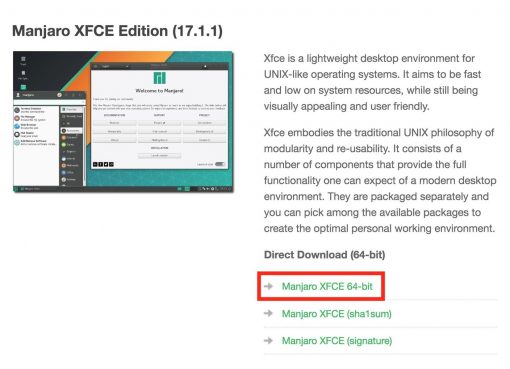 Manjaro XFCE Edition (17.1.1)
Welcome to Manjaro!
DOCUMENTATION SUPPORT PROJECT
INSTALLATION
Xfce is a lightweight desktop environment for
UNIX-like operating systems. It aims to be fast
and low on system resources, while still being
visually appealing and user friendly.
Xfce embodies the traditional UNIX philosophy of
modularity and re-usability. It consists of a
number of components that provide the full
functionality one can expect of a modern desktop
environment. They are packaged separately and
you can pick among the available packages to
create the optimal personal working environment.
Direct Download (64-bit)
Manjaro XFCE 64-bit
Manjaro XFCE (sha1sum)
Manjaro XFCE (signature)